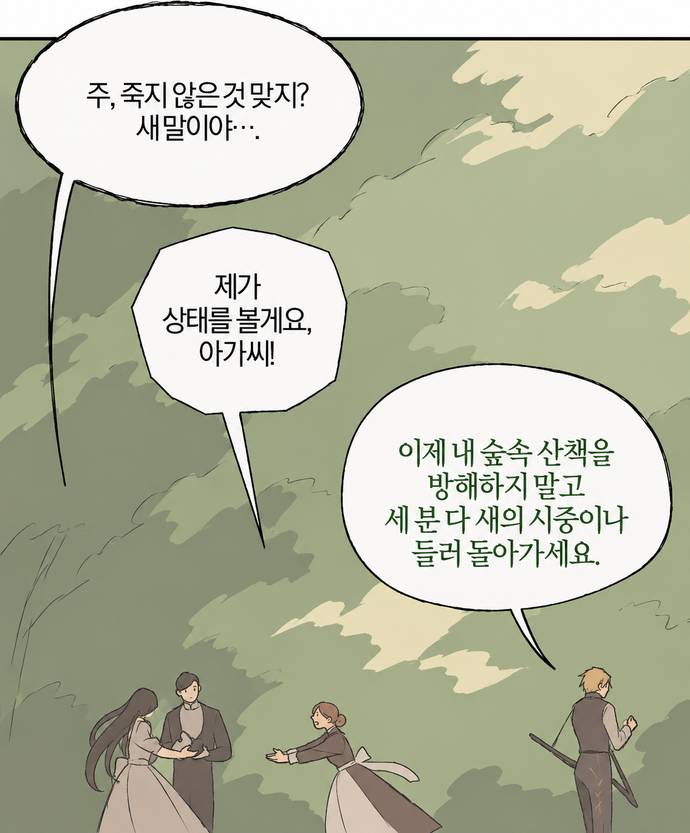 주, 죽지 않은 것 맞지?
새 말이야….
제가
상태를 볼게요,
아가씨!
이제 내 숲속 산책을
방해하지 말고
세 분 다 새의 시중이나
들러 돌아가세요.